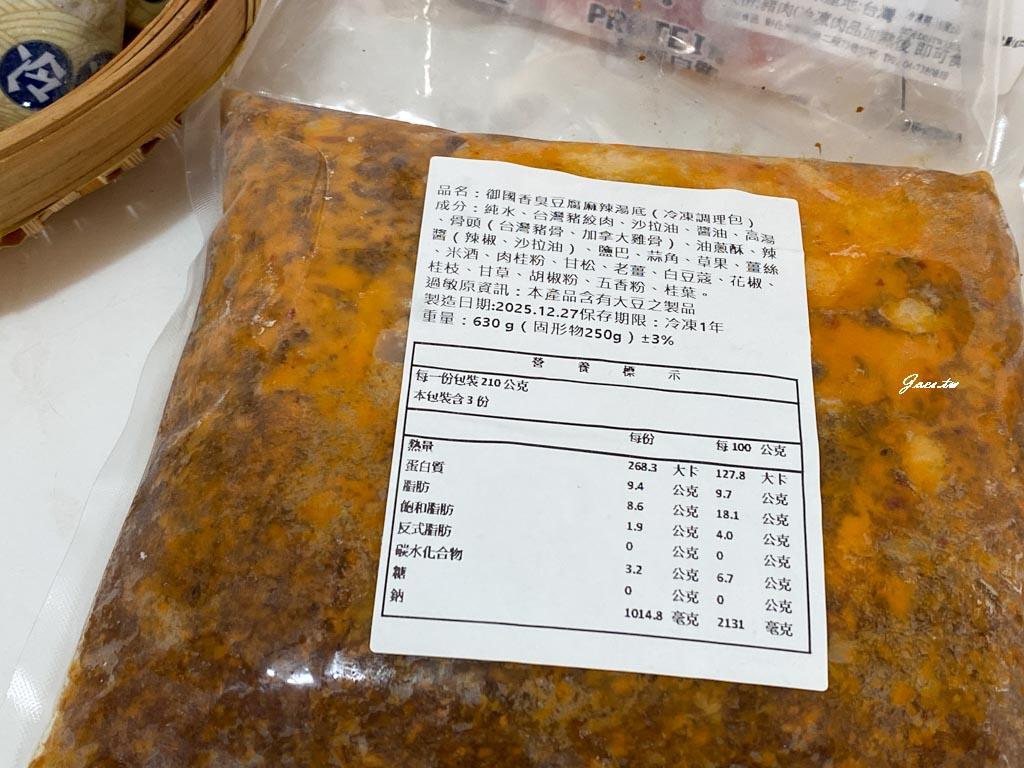 冷
PROTEIN
產地:台灣
品名：御國香臭豆腐麻辣湯底（冷凍調理包）
成分：純水、台灣豬絞肉、沙拉油、醬油、高湯
、骨頭（台灣豬骨、加拿大雞骨）、油蔥酥、辣
醬（辣椒、沙拉油）、鹽巴、蒜角、草果、薑絲
、米酒、肉桂粉、甘松、老薑、白豆蔻、花椒、
桂枝、甘草、胡椒粉、五香粉、桂葉。
過敏原資訊：本產品含有大豆之製品
製造日期:2025.12.27保存期限：冷凍1年
重量：630 g（固形物250g）±3%
營 養 標 示
每一份包裝 210 公克
本包裝含 3 份
每份 每 100 公克
熱量 268.3 大卡 127.8 大卡
蛋白質 9.4 公克 9.7 公克
脂肪 8.6 公克 18.1 公克
飽和脂肪 1.9 公克 4.0 公克
反式脂肪 0 公克 0 公克
碳水化合物 3.2 公克 6.7 公克
糖 0 公克 0 公克
鈉 1014.8 毫克 2131 毫克
Jaes.tw